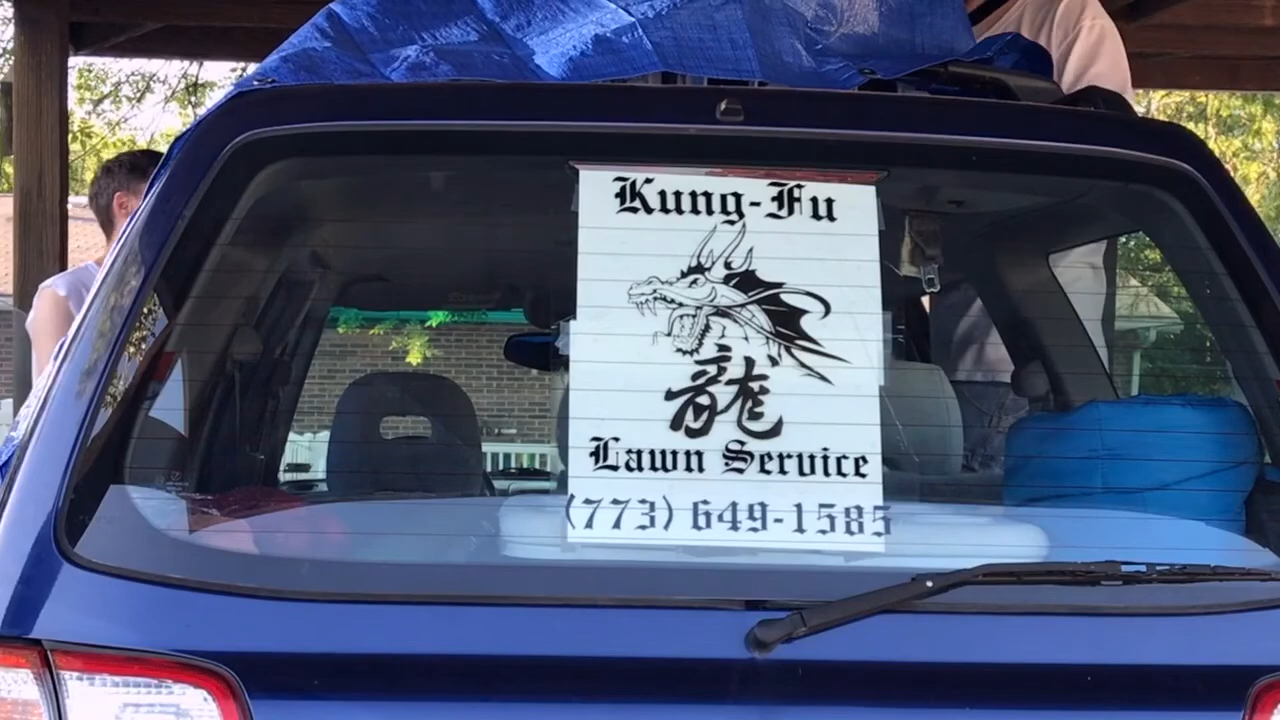 Kung-Fu
龍
Lawn Service
(773) 649-1585